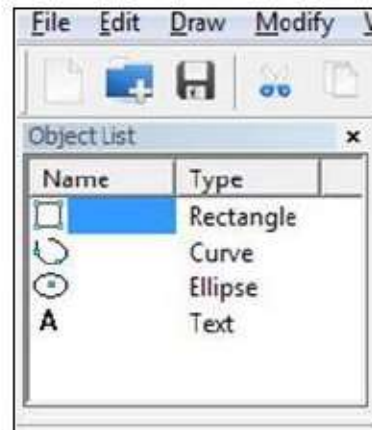 File Edit Draw Modify
Object List
Name Type
Rectangle
Curve
Ellipse
A Text